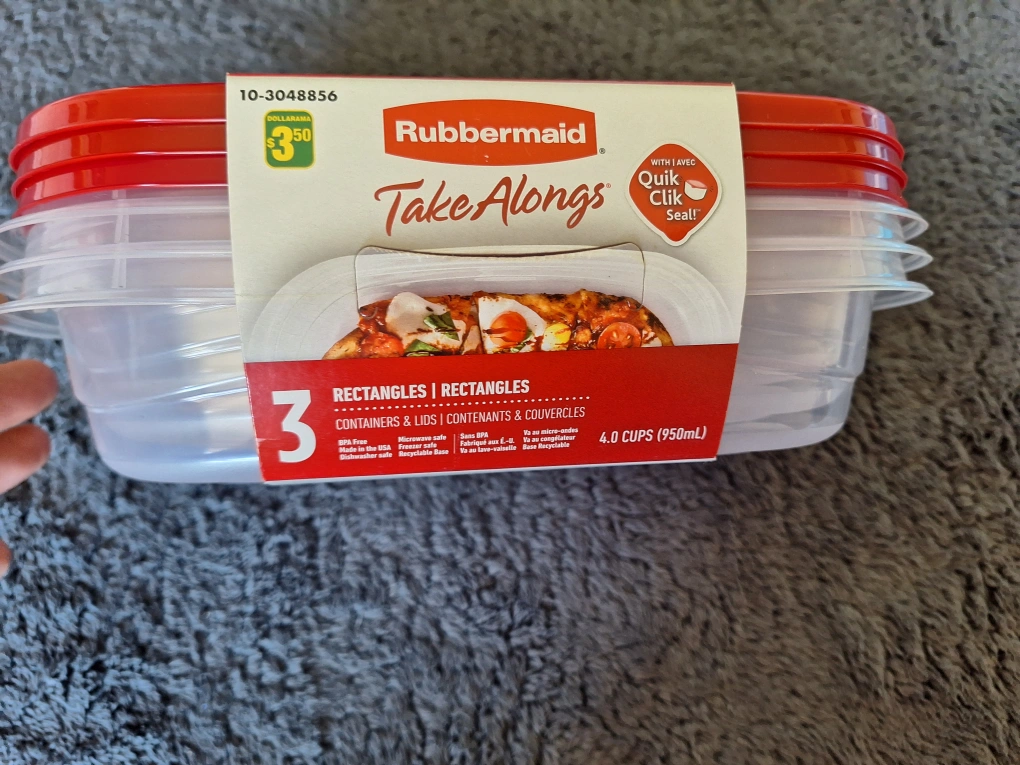 10-3048856
DOLLARAMA
$3.50
Rubbermaid®
TakeAlongs®
WITH | AVEC
Quik
Clik
Seal!™
3
RECTANGLES | RECTANGLES
CONTAINERS & LIDS | CONTENANTS & COUVERCLES
BPA Free
Made in the USA
Dishwasher safe
Microwave safe
Freezer safe
Recyclable Base
Sans BPA
Fabriqué aux É.-U.
Va au lave-vaisselle
Va au micro-ondes
Va au congélateur
Base Recyclable
4.0 CUPS (950mL)